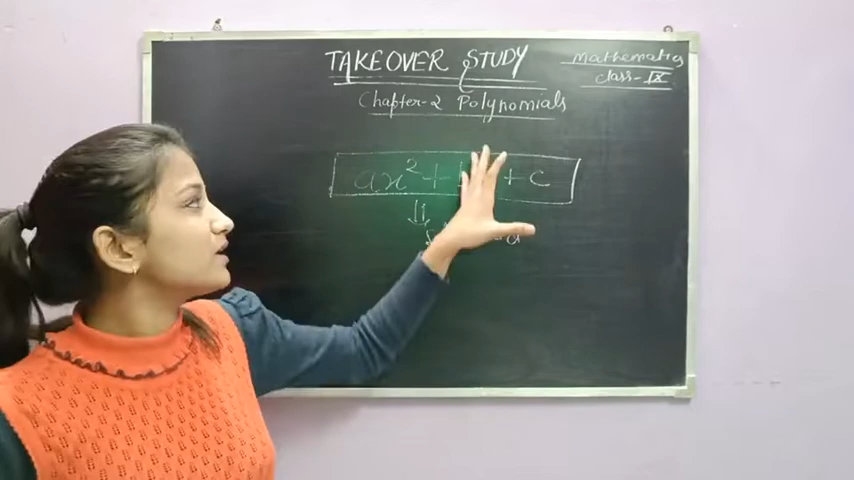 TAKEOVER STUDY
Mathematics
Class-IX
Chapter-2 Polynomials
ax² + + c